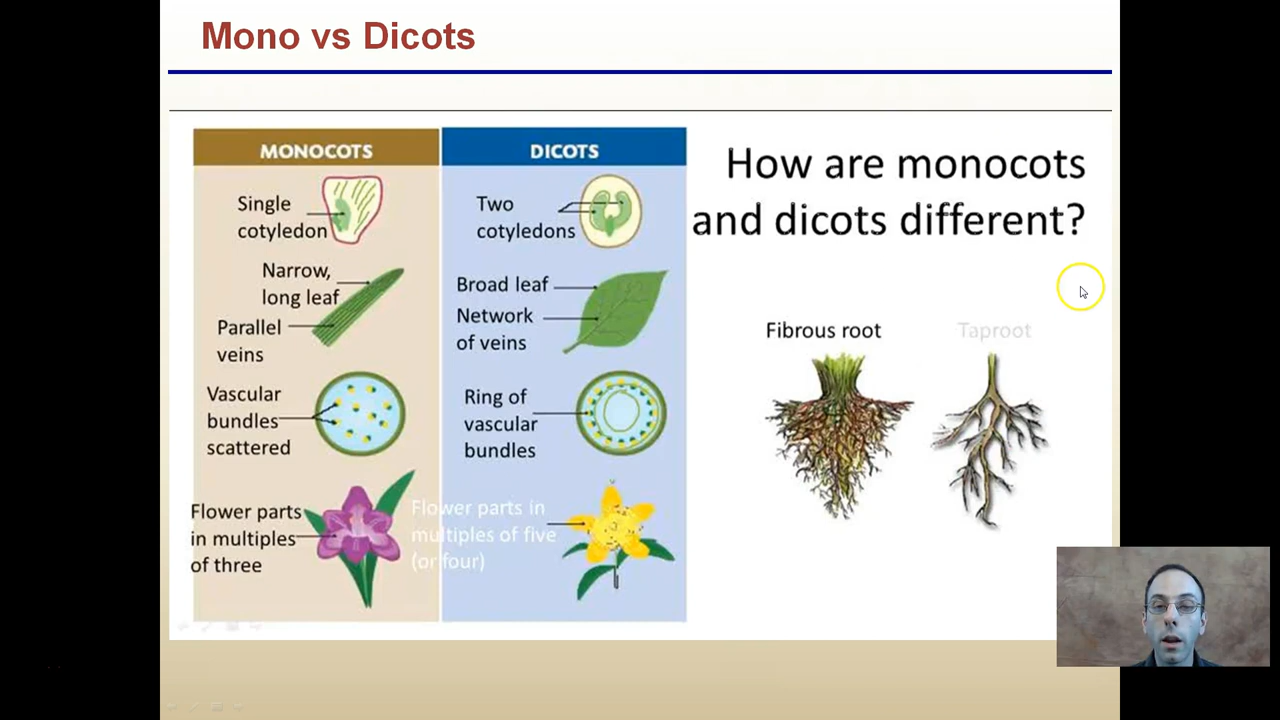 Mono vs Dicots
MONOCOTS
Single
cotyledon
Narrow,
long leaf
Parallel
veins
Vascular
bundles
scattered
Flower parts
in multiples
of three
DICOTS
Two
cotyledons
Broad leaf
Network
of veins
Ring of
vascular
bundles
Flower parts in
multiples of five
(or four)
How are monocots
and dicots different?
Fibrous root
Taproot